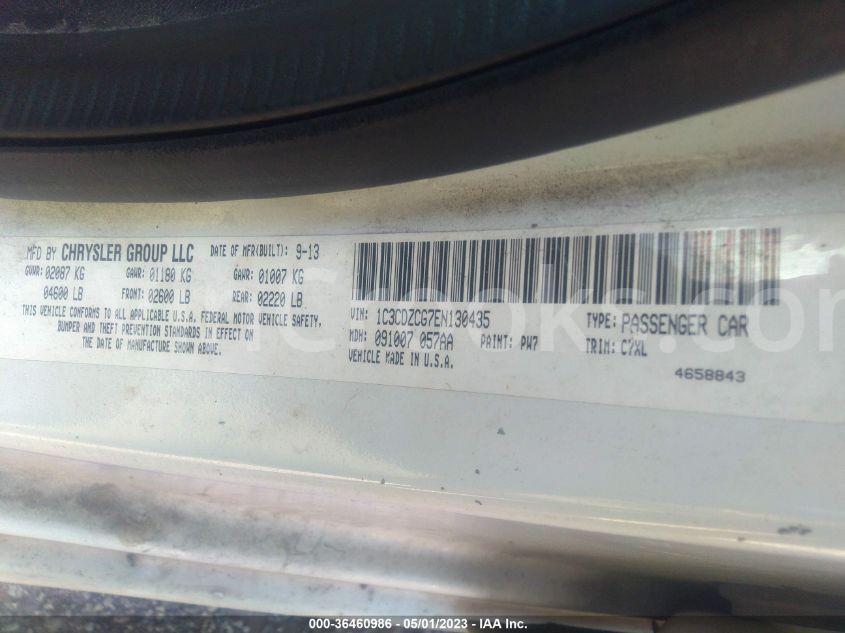 MFD BY CHRYSLER GROUP LLC DATE OF MFR(BUILT): 9-13
GVWR: 02087 KG GAWR: 01180 KG GAWR: 01007 KG
04600 LB FRONT: 02600 LB REAR: 02220 LB
THIS VEHICLE CONFORMS TO ALL APPLICABLE U.S.A. FEDERAL MOTOR VEHICLE SAFETY,
BUMPER AND THEFT PREVENTION STANDARDS IN EFFECT ON
THE DATE OF MANUFACTURE SHOWN ABOVE.
VIN: 1C3CDZCG7EN130435 TYPE: PASSENGER CAR
MDH: 091007 057AA PAINT: PW7 TRIM: C7XL
VEHICLE MADE IN U.S.A.
4658843
000-36460986 - 05/01/2023 - IAA Inc.